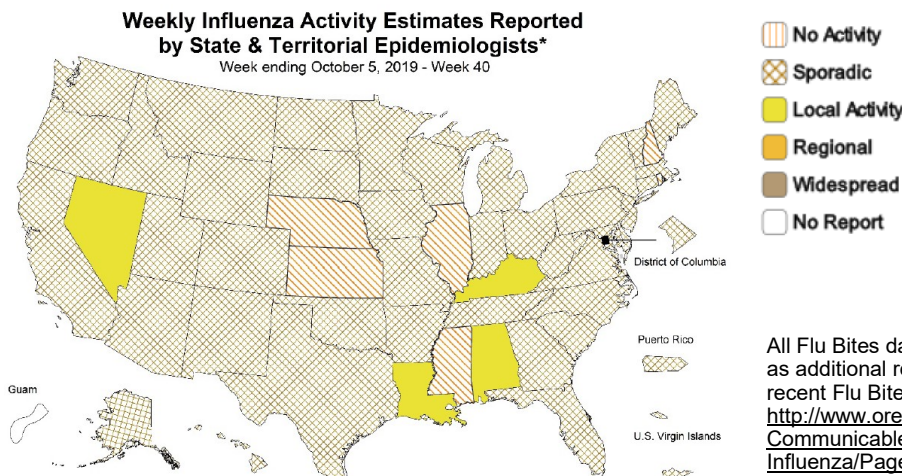 Weekly Influenza Activity Estimates Reported
by State & Territorial Epidemiologists*
Week ending October 5, 2019 - Week 40
No Activity
Sporadic
Local Activity
Regional
Widespread
No Report
District of Columbia
Puerto Rico
Guam
U.S. Virgin Islands
All Flu Bites da
as additional re
recent Flu Bite
http://www.ore
Communicable
Influenza/Page